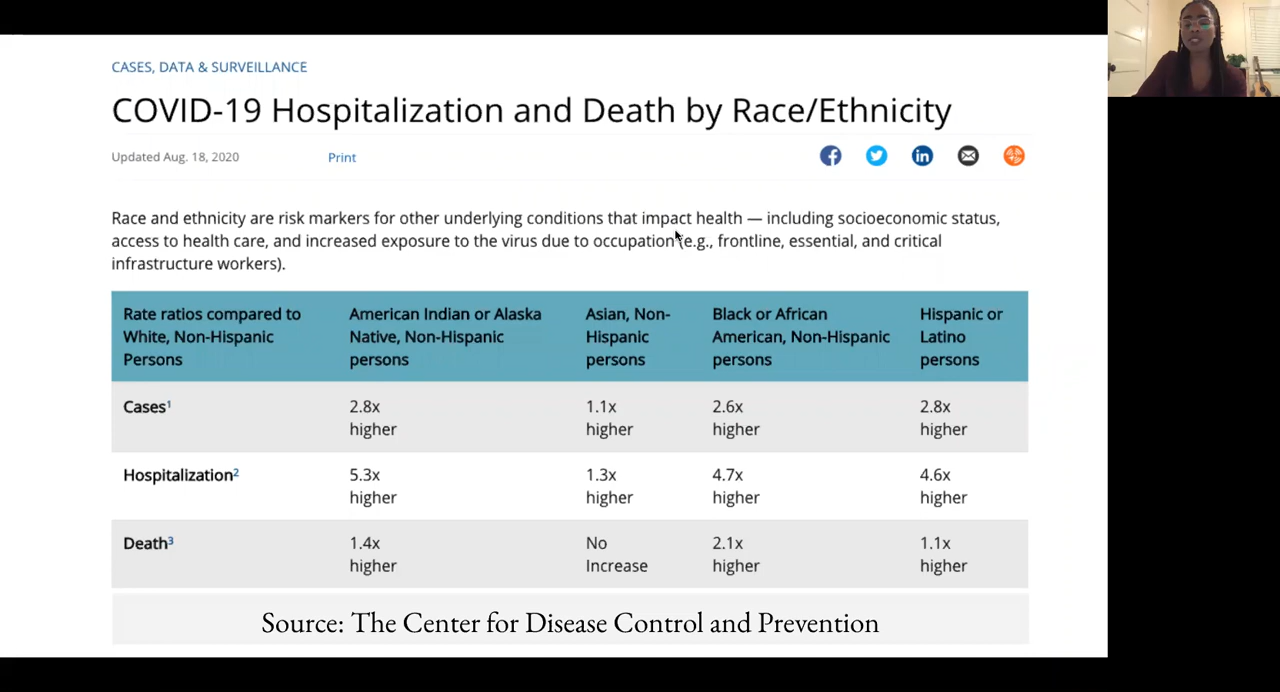 CASES, DATA & SURVEILLANCE
COVID-19 Hospitalization and Death by Race/Ethnicity
Updated Aug. 18, 2020 Print
Race and ethnicity are risk markers for other underlying conditions that impact health — including socioeconomic status,
access to health care, and increased exposure to the virus due to occupation (e.g., frontline, essential, and critical
infrastructure workers).
Rate ratios compared to American Indian or Alaska Asian, Non- Black or African Hispanic or
White, Non-Hispanic Native, Non-Hispanic Hispanic American, Non-Hispanic Latino
Persons persons persons persons persons
Cases¹ 2.8x 1.1x 2.6x 2.8x
higher higher higher higher
Hospitalization² 5.3x 1.3x 4.7x 4.6x
higher higher higher higher
Death³ 1.4x No 2.1x 1.1x
higher Increase higher higher
Source: The Center for Disease Control and Prevention